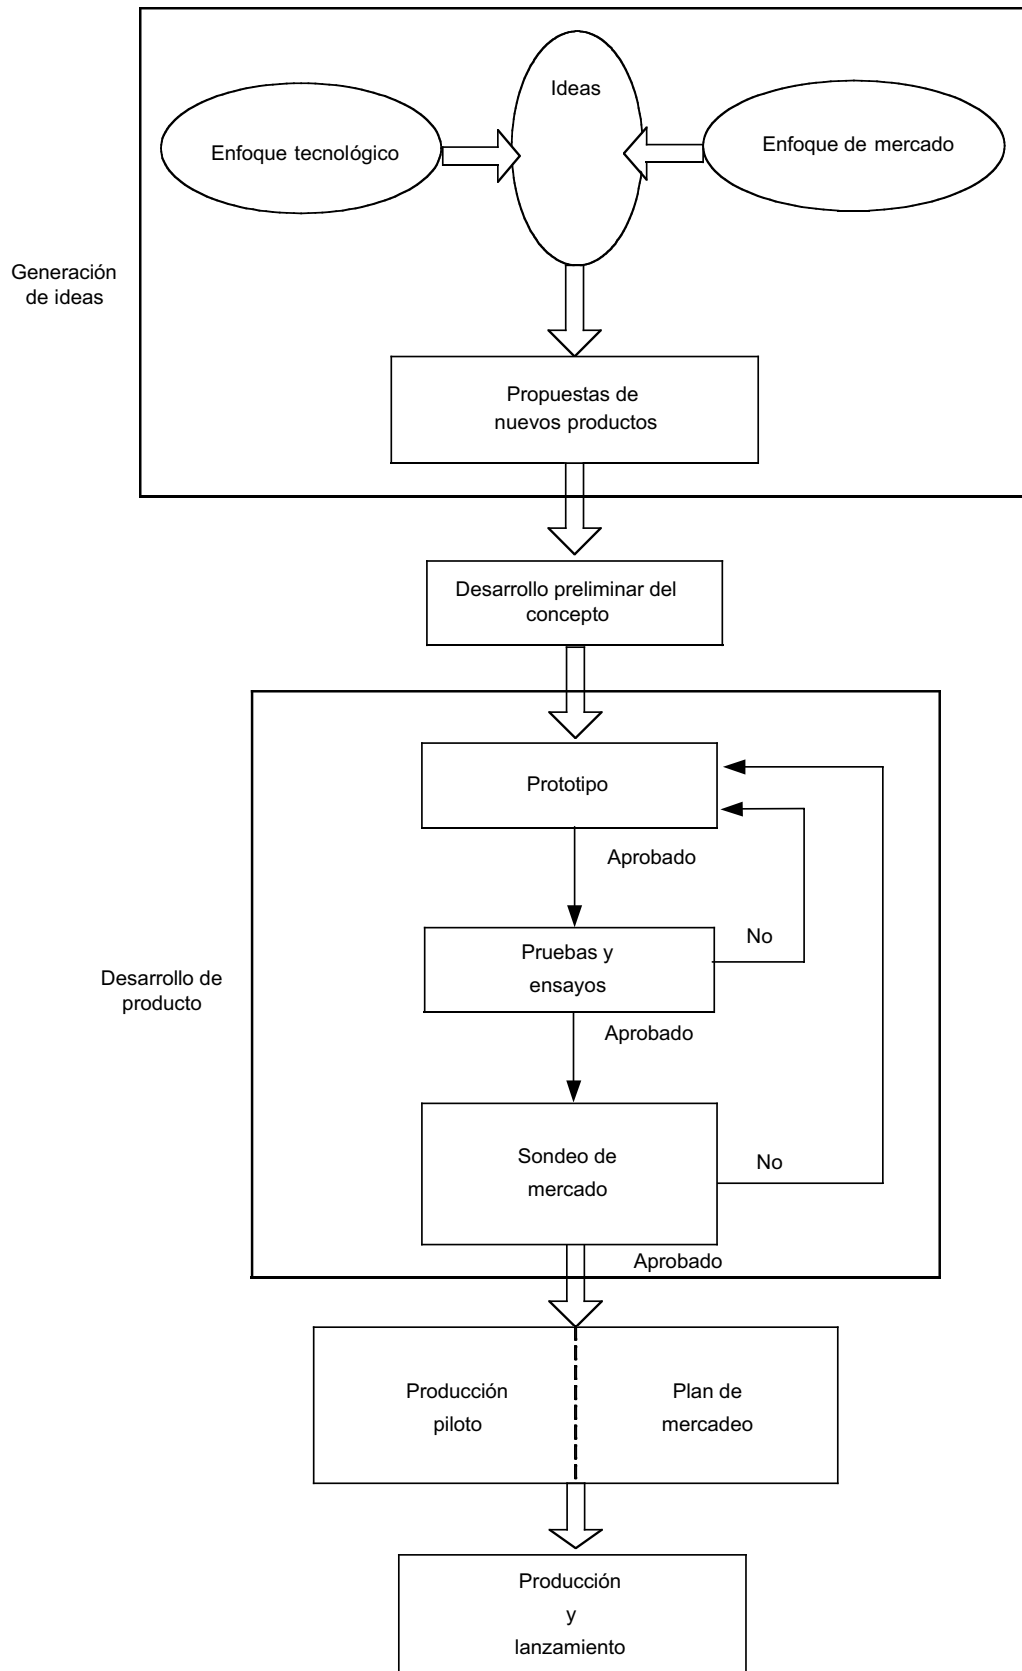 Ideas
Enfoque tecnológico
Enfoque de mercado
Generación
de ideas
Propuestas de
nuevos productos
Desarrollo preliminar del
concepto
Prototipo
Aprobado
Pruebas y
ensayos
No
Desarrollo de
producto
Aprobado
Sondeo de
mercado
No
Aprobado
Producción
piloto
Plan de
mercadeo
Producción
y
lanzamiento